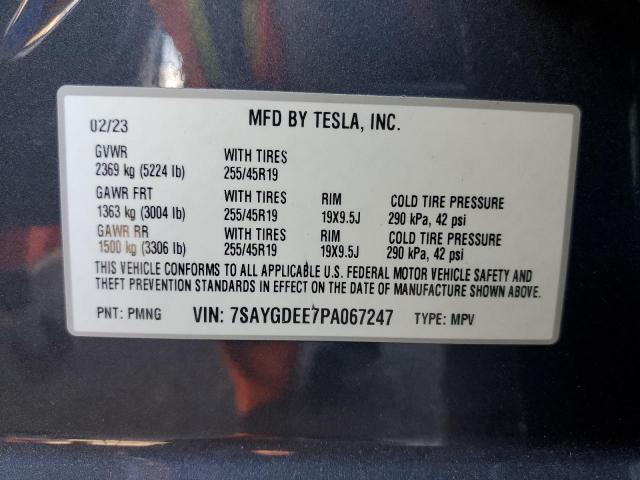 02/23 MFD BY TESLA, INC.
GVWR WITH TIRES
2369 kg (5224 lb) 255/45R19
GAWR FRT WITH TIRES RIM COLD TIRE PRESSURE
1363 kg (3004 lb) 255/45R19 19X9.5J 290 kPa, 42 psi
GAWR RR WITH TIRES RIM COLD TIRE PRESSURE
1500 kg (3306 lb) 255/45R19 19X9.5J 290 kPa, 42 psi
THIS VEHICLE CONFORMS TO ALL APPLICABLE U.S. FEDERAL MOTOR VEHICLE SAFETY AND
THEFT PREVENTION STANDARDS IN EFFECT ON THE DATE OF MANUFACTURE SHOWN ABOVE.
PNT: PMNG VIN: 7SAYGDEE7PA067247 TYPE: MPV